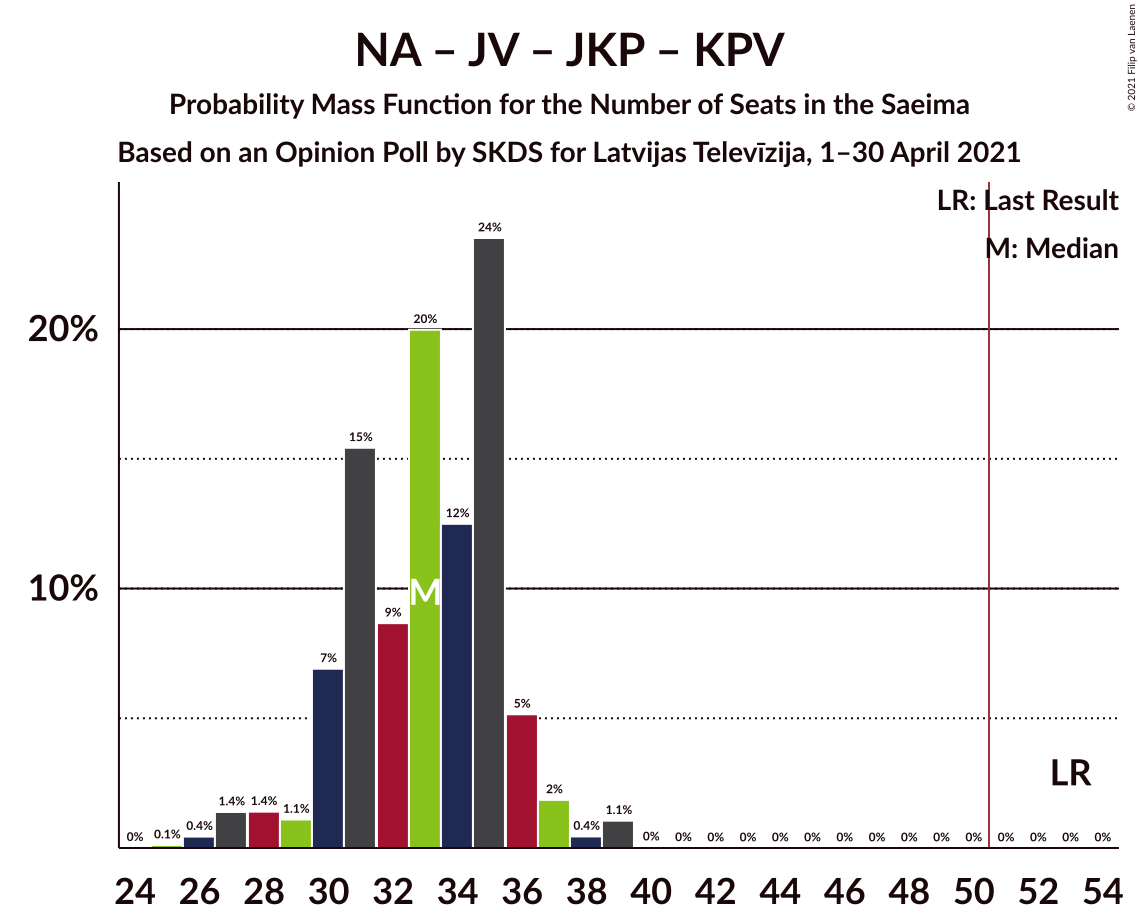 NA – JV – JKP – KPV
Probability Mass Function for the Number of Seats in the Saeima
Based on an Opinion Poll by SKDS for Latvijas Televīzija, 1–30 April 2021
© 2021 Filip van Laenen
LR: Last Result
M: Median
20%
10%
0% 0.1% 0.4% 1.4% 1.4% 1.1% 7% 15% 9% 20% 12% 24% 5% 2% 0.4% 1.1% 0% 0% 0% 0% 0% 0% 0% 0% 0% 0% 0% 0% 0% 0% 0%
M
LR
24 26 28 30 32 34 36 38 40 42 44 46 48 50 52 54